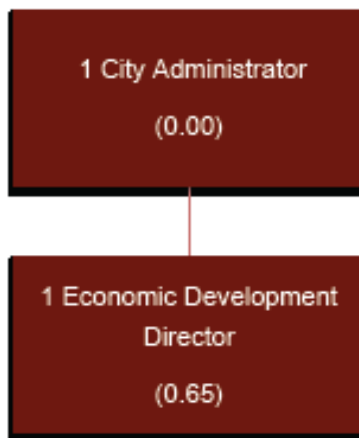 1 City Administrator
(0.00)
1 Economic Development
Director
(0.65)